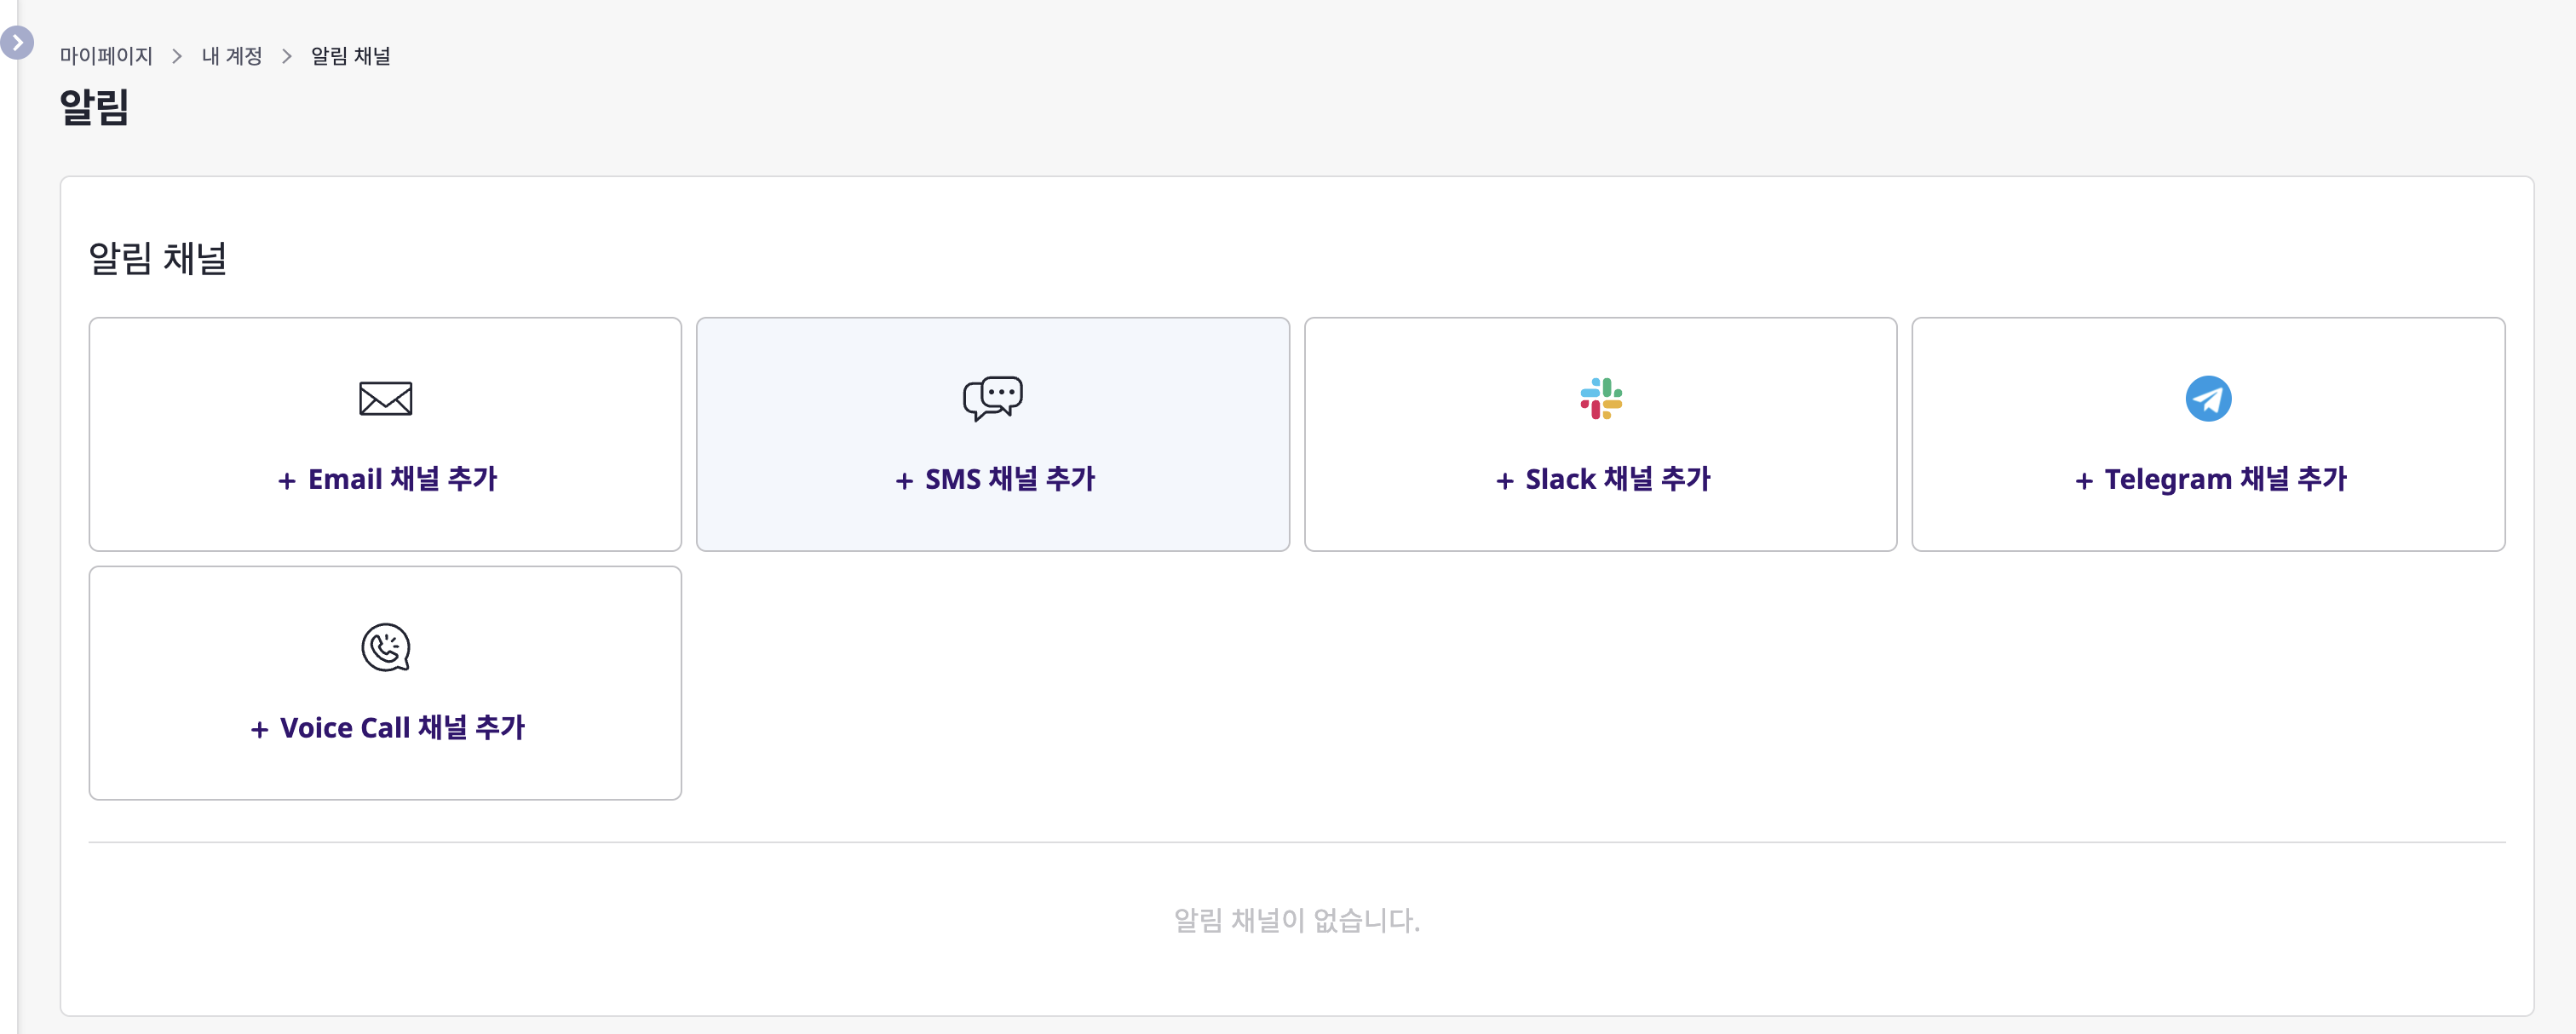 마이페이지 > 내 계정 > 알림 채널
알림
알림 채널
+ Email 채널 추가
+ SMS 채널 추가
+ Slack 채널 추가
+ Telegram 채널 추가
+ Voice Call 채널 추가
알림 채널이 없습니다.